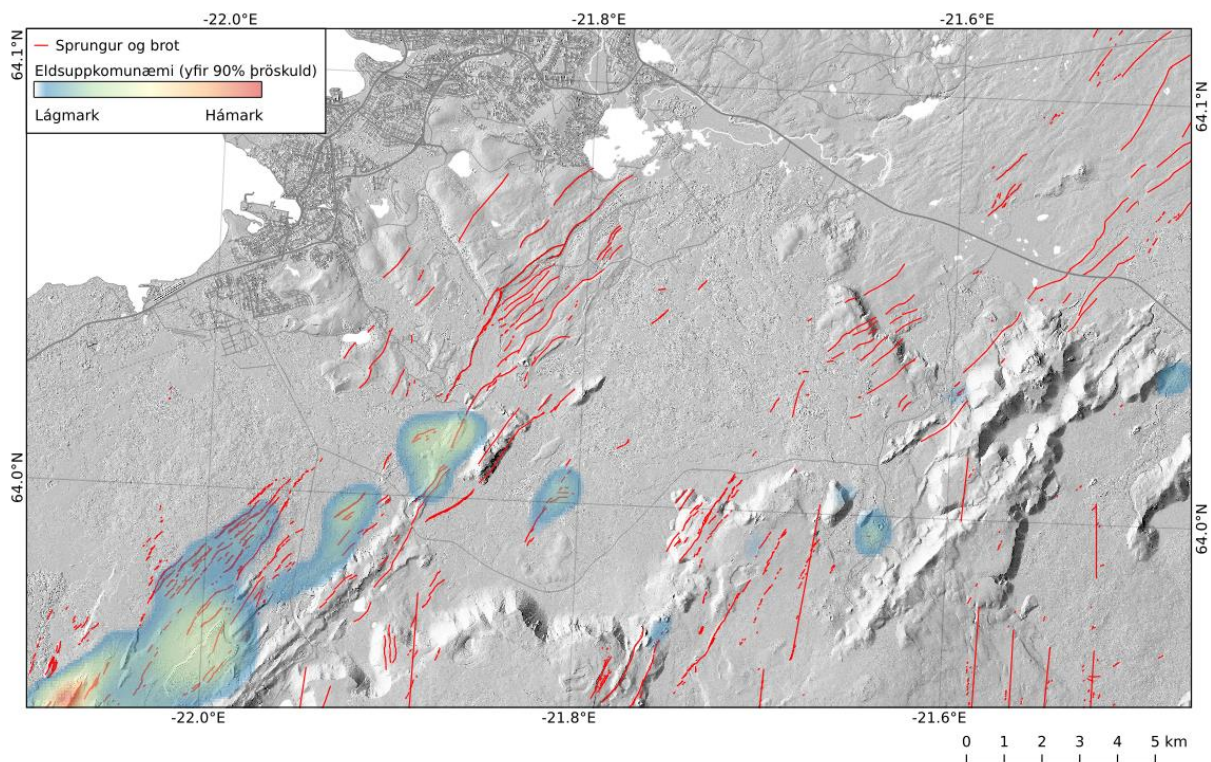 -22.0°E -21.8°E -21.6°E
64.1°N
Sprungur og brot
Eldsuppkomunæmi (yfir 90% þröskuld)
Lágmark Hámark
64.1°N
64.0°N
64.0°N
-22.0°E -21.8°E -21.6°E
0 1 2 3 4 5 km